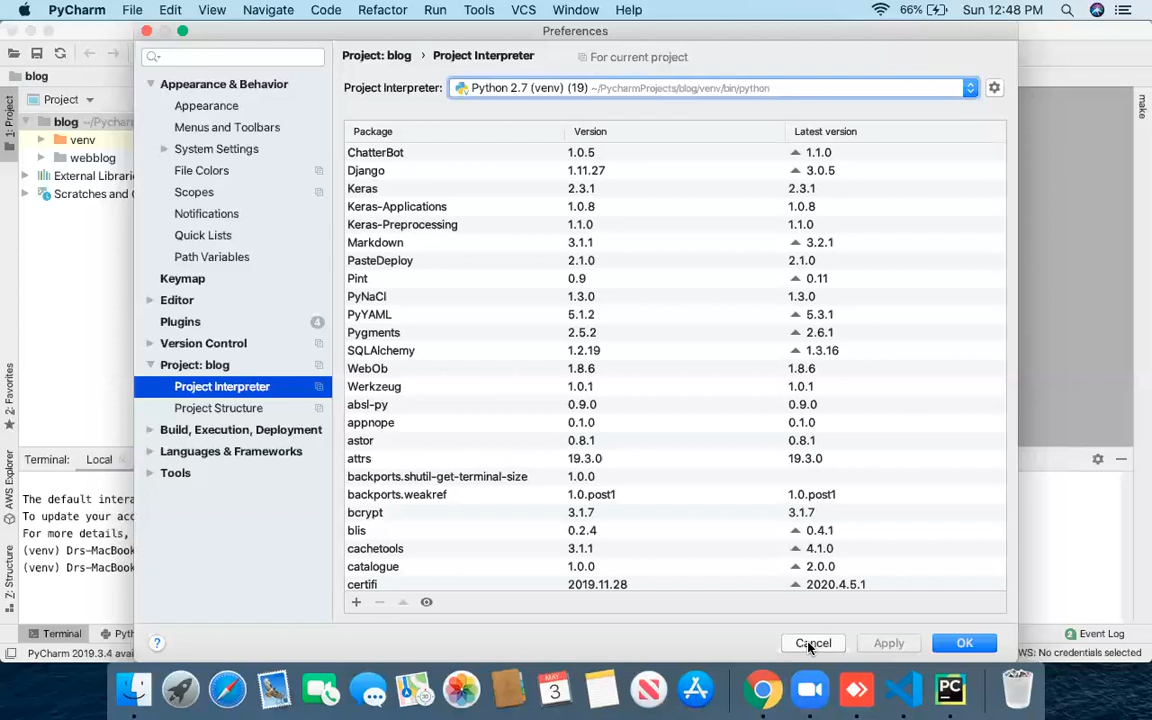 PyCharm File Edit View Navigate Code Refactor Run Tools VCS Window Help 66% Sun 12:48 PM
Preferences
blog
Project
blog ~/Pycharm
venv
webblog
External Librarie
Scratches and C
1: Project
2: Favorites
AWS Explorer
Z: Structure
make
Appearance & Behavior
Appearance
Menus and Toolbars
System Settings
File Colors
Scopes
Notifications
Quick Lists
Path Variables
Keymap
Editor
Plugins 4
Version Control
Project: blog
Project Interpreter
Project Structure
Build, Execution, Deployment
Languages & Frameworks
Tools
Project: blog › Project Interpreter For current project
Project Interpreter: Python 2.7 (venv) (19) ~/PycharmProjects/blog/venv/bin/python
Package Version Latest version
ChatterBot 1.0.5 1.1.0
Django 1.11.27 3.0.5
Keras 2.3.1 2.3.1
Keras-Applications 1.0.8 1.0.8
Keras-Preprocessing 1.1.0 1.1.0
Markdown 3.1.1 3.2.1
PasteDeploy 2.1.0 2.1.0
Pint 0.9 0.11
PyNaCl 1.3.0 1.3.0
PyYAML 5.1.2 5.3.1
Pygments 2.5.2 2.6.1
SQLAlchemy 1.2.19 1.3.16
WebOb 1.8.6 1.8.6
Werkzeug 1.0.1 1.0.1
absl-py 0.9.0 0.9.0
appnope 0.1.0 0.1.0
astor 0.8.1 0.8.1
attrs 19.3.0 19.3.0
backports.shutil-get-terminal-size 1.0.0
backports.weakref 1.0.post1 1.0.post1
bcrypt 3.1.7 3.1.7
blis 0.2.4 0.4.1
cachetools 3.1.1 4.1.0
catalogue 1.0.0 2.0.0
certifi 2019.11.28 2020.4.5.1
Cancel Apply OK
Terminal: Local
The default intera
To update your acc
For more details,
(venv) Drs-MacBook
(venv) Drs-MacBook
Terminal Pyth Event Log
PyCharm 2019.3.4 availa WS: No credentials selected
MAY
3
PC